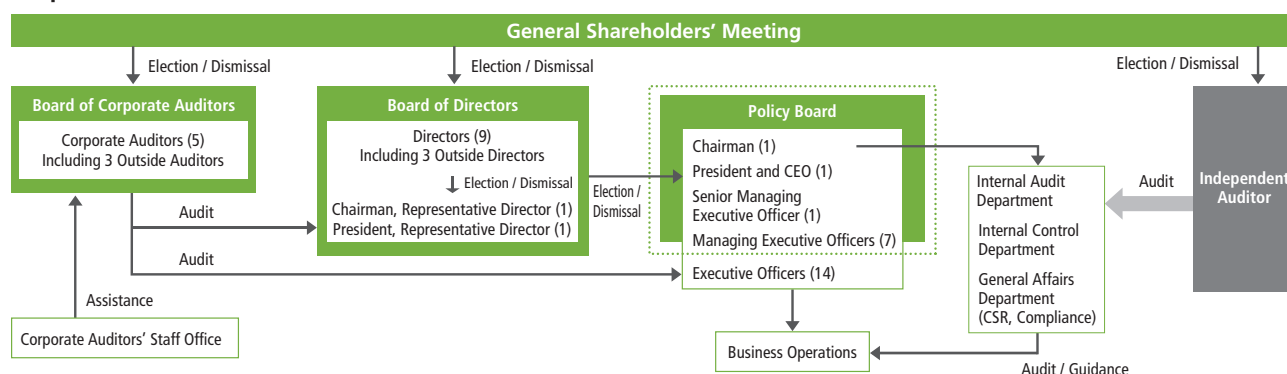 General Shareholders' Meeting
Election / Dismissal
Election / Dismissal
Election / Dismissal
Board of Corporate Auditors
Corporate Auditors (5)
Including 3 Outside Auditors
Board of Directors
Directors (9)
Including 3 Outside Directors
Election / Dismissal
Chairman, Representative Director (1)
President, Representative Director (1)
Election /
Dismissal
Policy Board
Chairman (1)
President and CEO (1)
Senior Managing
Executive Officer (1)
Managing Executive Officers (7)
Executive Officers (14)
Internal Audit
Department
Internal Control
Department
General Affairs
Department
(CSR, Compliance)
Audit
Independent
Auditor
Audit
Audit
Assistance
Corporate Auditors' Staff Office
Business Operations
Audit / Guidance